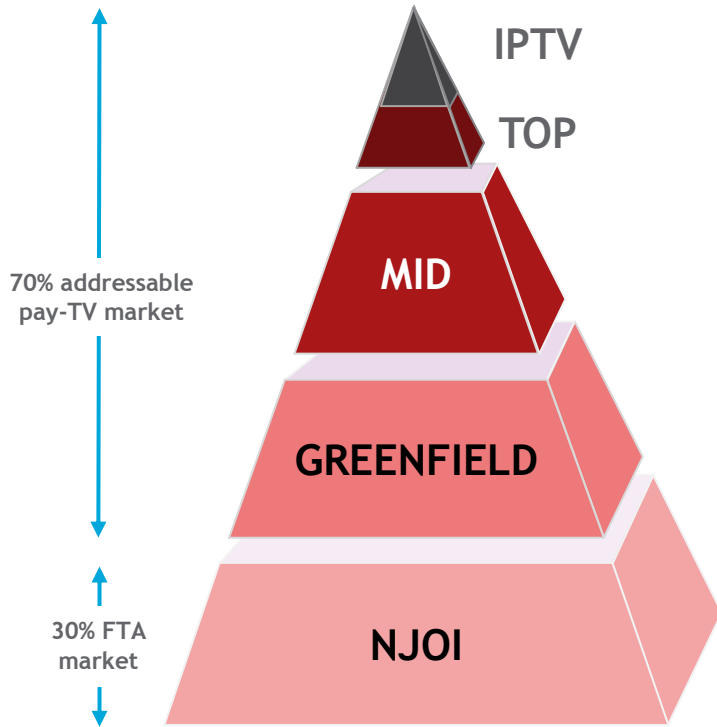 IPTV
TOP
MID
70% addressable
pay-TV market
GREENFIELD
30% FTA
market
NJOI